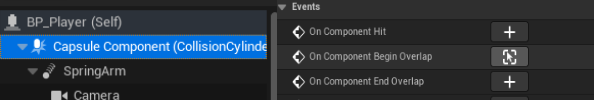 BP_Player (Self)
Capsule Component (CollisionCylinde
SpringArm
Camera
Events
On Component Hit
On Component Begin Overlap
On Component End Overlap